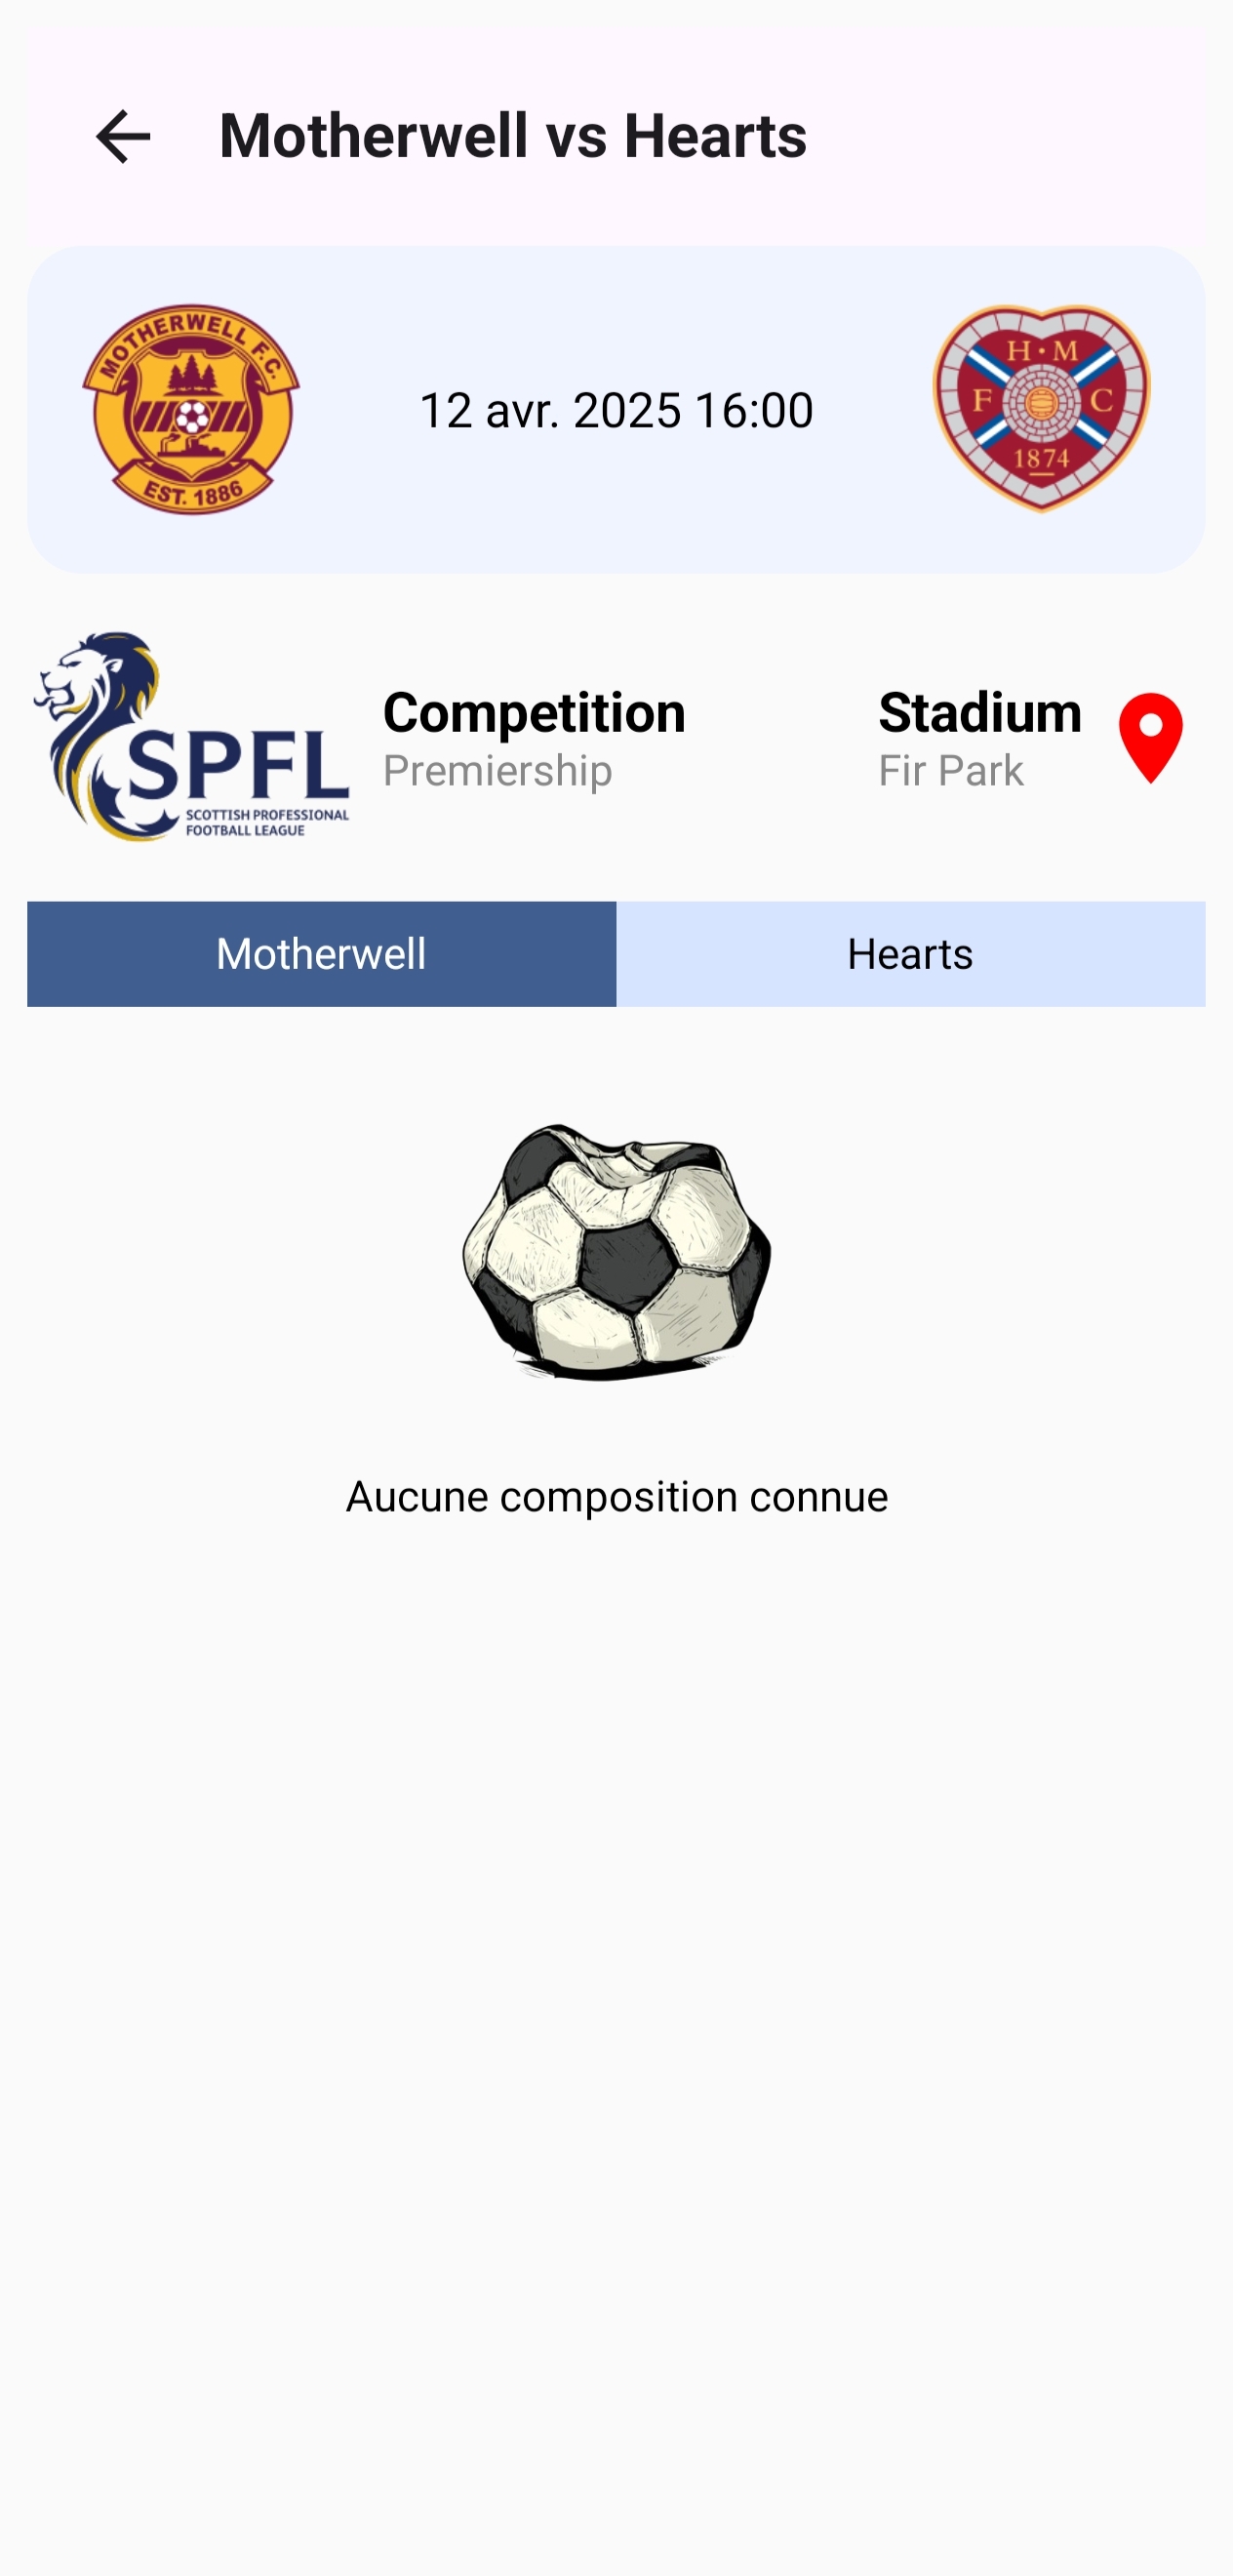 Motherwell vs Hearts
MOTHERWELL F.C.
EST. 1886
12 avr. 2025 16:00
H · M
F C
1874
SPFL
SCOTTISH PROFESSIONAL
FOOTBALL LEAGUE
Competition
Premiership
Stadium
Fir Park
Motherwell
Hearts
Aucune composition connue